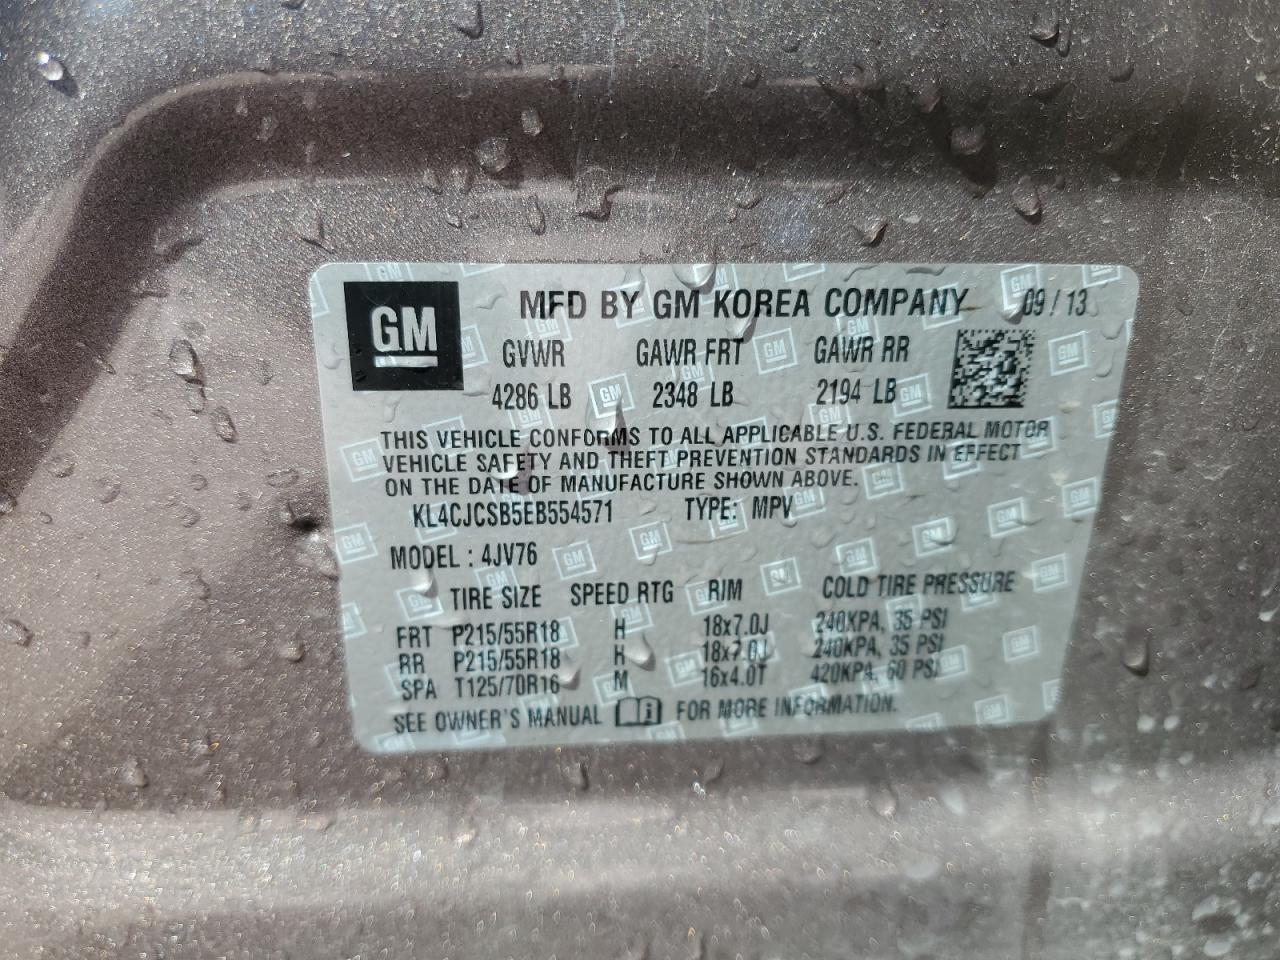 GM MFD BY GM KOREA COMPANY 09 / 13
GVWR GAWR FRT GAWR RR
4286 LB 2348 LB 2194 LB
THIS VEHICLE CONFORMS TO ALL APPLICABLE U.S. FEDERAL MOTOR
VEHICLE SAFETY AND THEFT PREVENTION STANDARDS IN EFFECT
ON THE DATE OF MANUFACTURE SHOWN ABOVE.
KL4CJCSB5EB554571 TYPE: MPV
MODEL : 4JV76
TIRE SIZE SPEED RTG RIM COLD TIRE PRESSURE
FRT P215/55R18 H 18x7.0J 240KPA, 35 PSI
RR P215/55R18 H 18x7.0J 240KPA, 35 PSI
SPA T125/70R16 M 16x4.0T 420KPA, 60 PSI
SEE OWNER'S MANUAL FOR MORE INFORMATION.